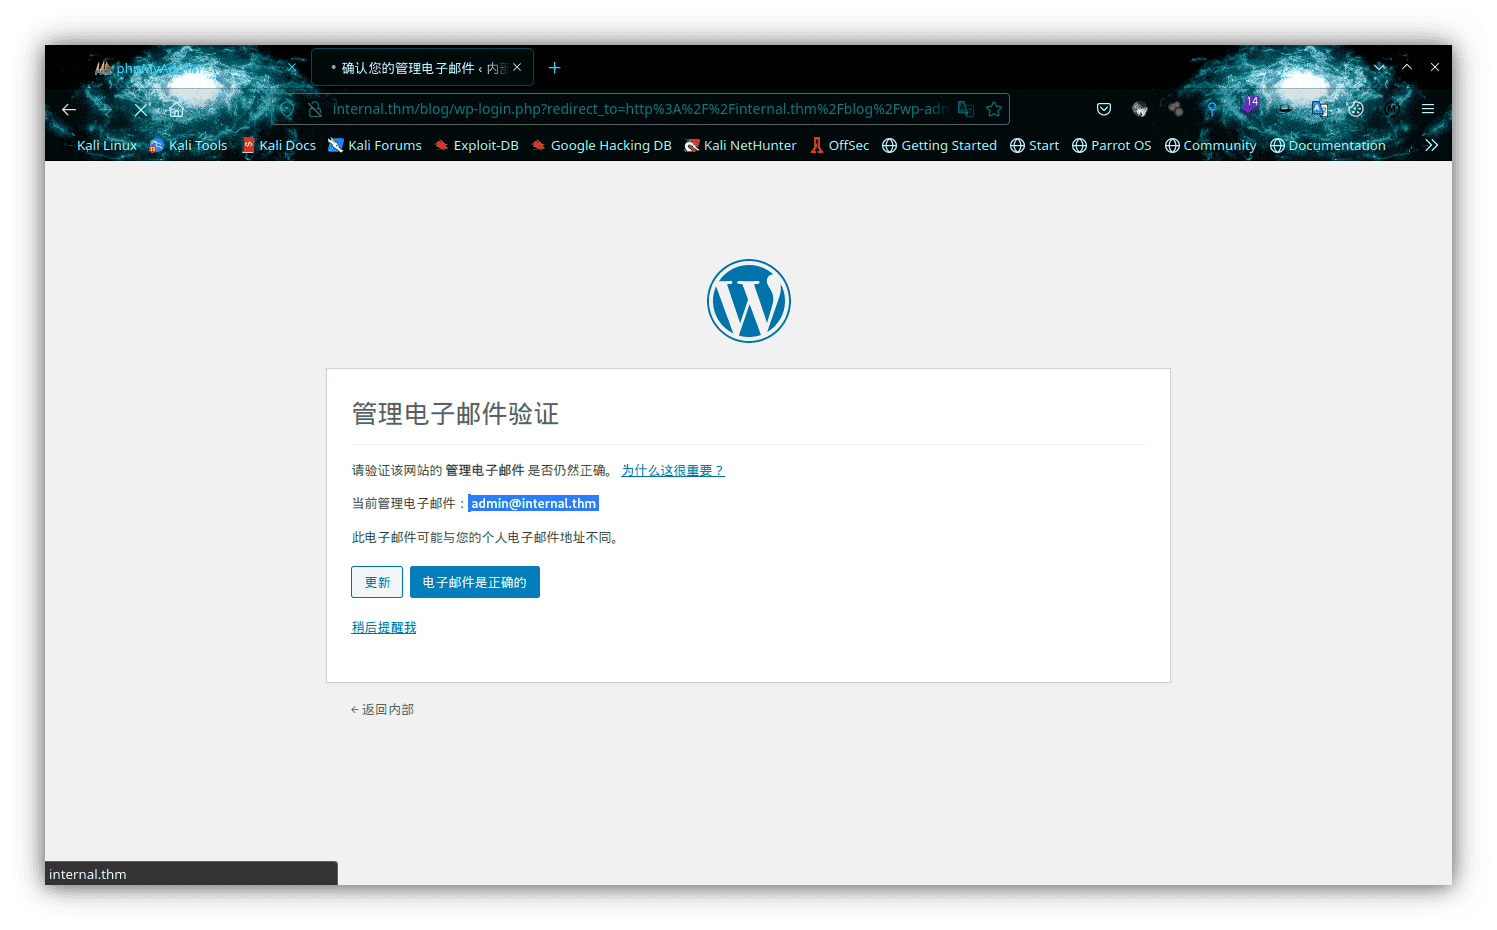 phpMyAdmin
确认您的管理电子邮件 ‹ 内部
internal.thm/blog/wp-login.php?redirect_to=http%3A%2F%2Finternal.thm%2Fblog%2Fwp-adm
14
Kali Linux Kali Tools Kali Docs Kali Forums Exploit-DB Google Hacking DB Kali NetHunter OffSec Getting Started Start Parrot OS Community Documentation
管理电子邮件验证
请验证该网站的 管理电子邮件 是否仍然正确。 为什么这很重要？
当前管理电子邮件：admin@internal.thm
此电子邮件可能与您的个人电子邮件地址不同。
更新 电子邮件是正确的
稍后提醒我
← 返回内部
internal.thm